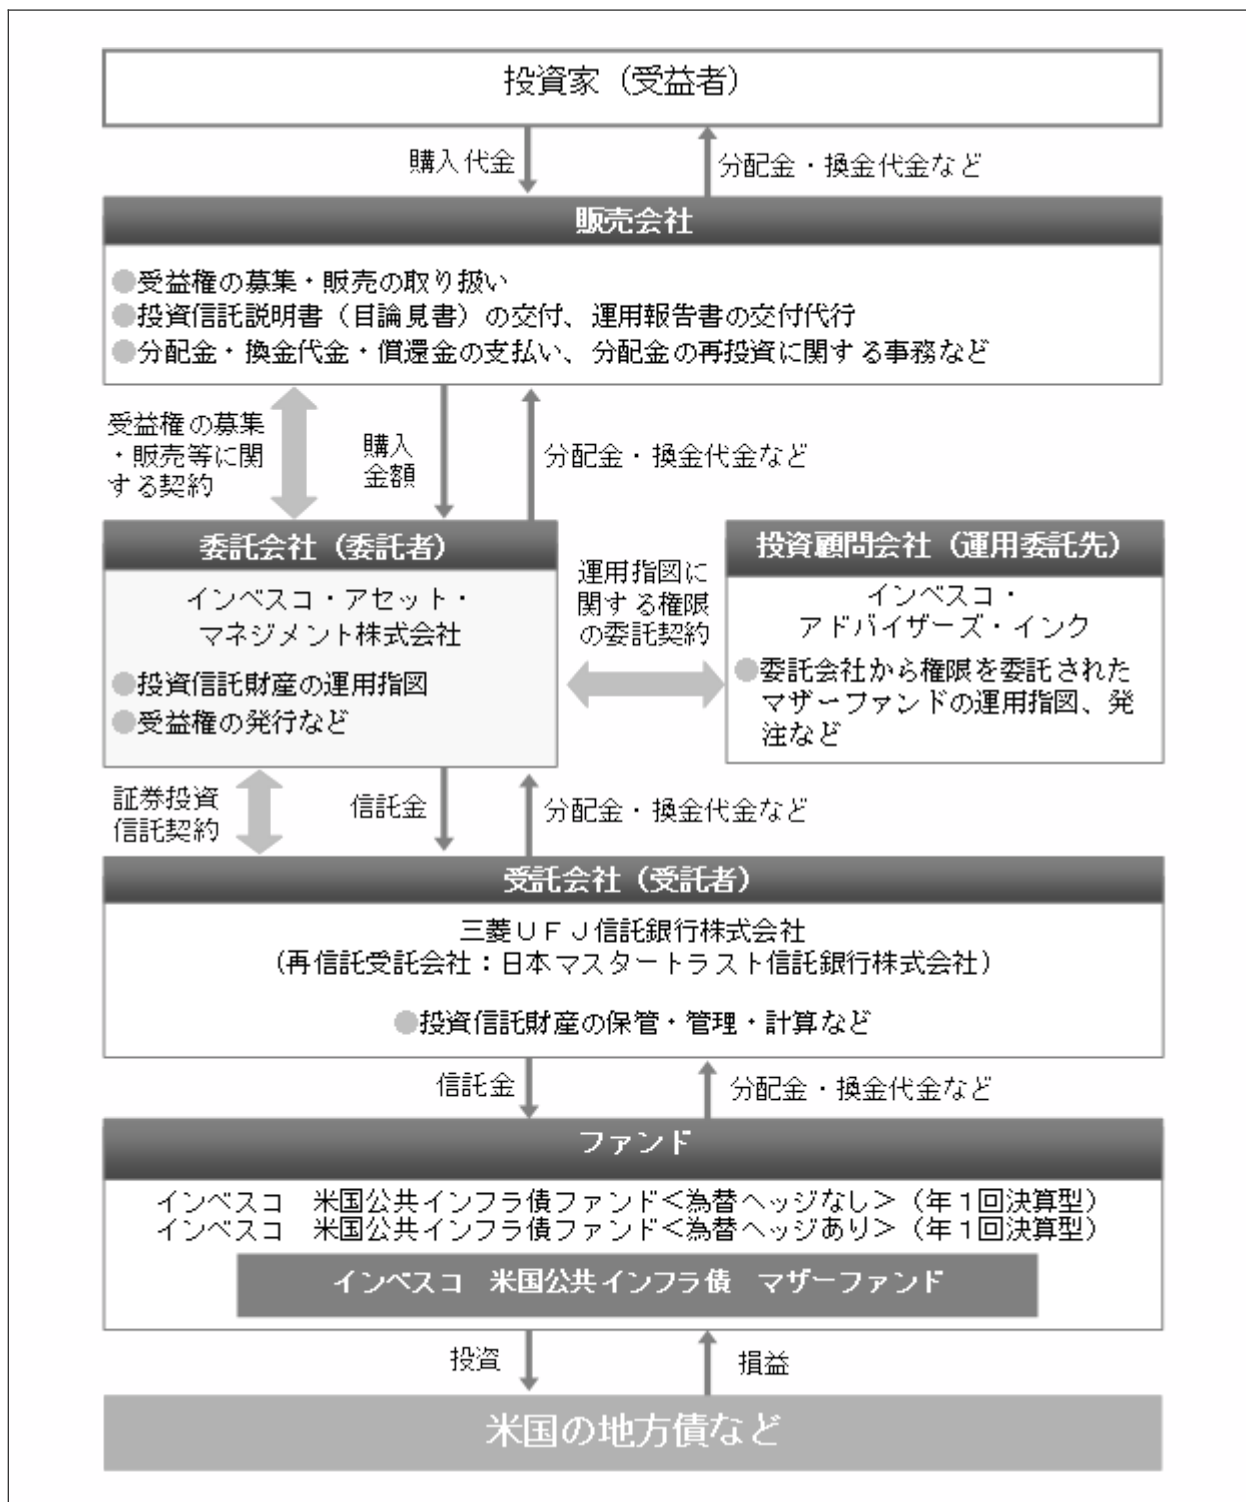 投資家（受益者）
購入代金
分配金・換金代金など
販売会社
●受益権の募集・販売の取り扱い
●投資信託説明書（目論見書）の交付、運用報告書の交付代行
●分配金・換金代金・償還金の支払い、分配金の再投資に関する事務など
受益権の募集
・販売等に関
する契約
購入
金額
分配金・換金代金など
委託会社（委託者）
インベスコ・アセット・
マネジメント株式会社
●投資信託財産の運用指図
●受益権の発行など
運用指図に
関する権限
の委託契約
投資顧問会社（運用委託先）
インベスコ・
アドバイザーズ・インク
●委託会社から権限を委託された
マザーファンドの運用指図、発
注など
証券投資
信託契約
信託金
分配金・換金代金など
受託会社（受託者）
三菱ＵＦＪ信託銀行株式会社
（再信託受託会社：日本マスタートラスト信託銀行株式会社）
●投資信託財産の保管・管理・計算など
信託金
分配金・換金代金など
ファンド
インベスコ　米国公共インフラ債ファンド＜為替ヘッジなし＞（年１回決算型）
インベスコ　米国公共インフラ債ファンド＜為替ヘッジあり＞（年１回決算型）
インベスコ　米国公共インフラ債　マザーファンド
投資
損益
米国の地方債など